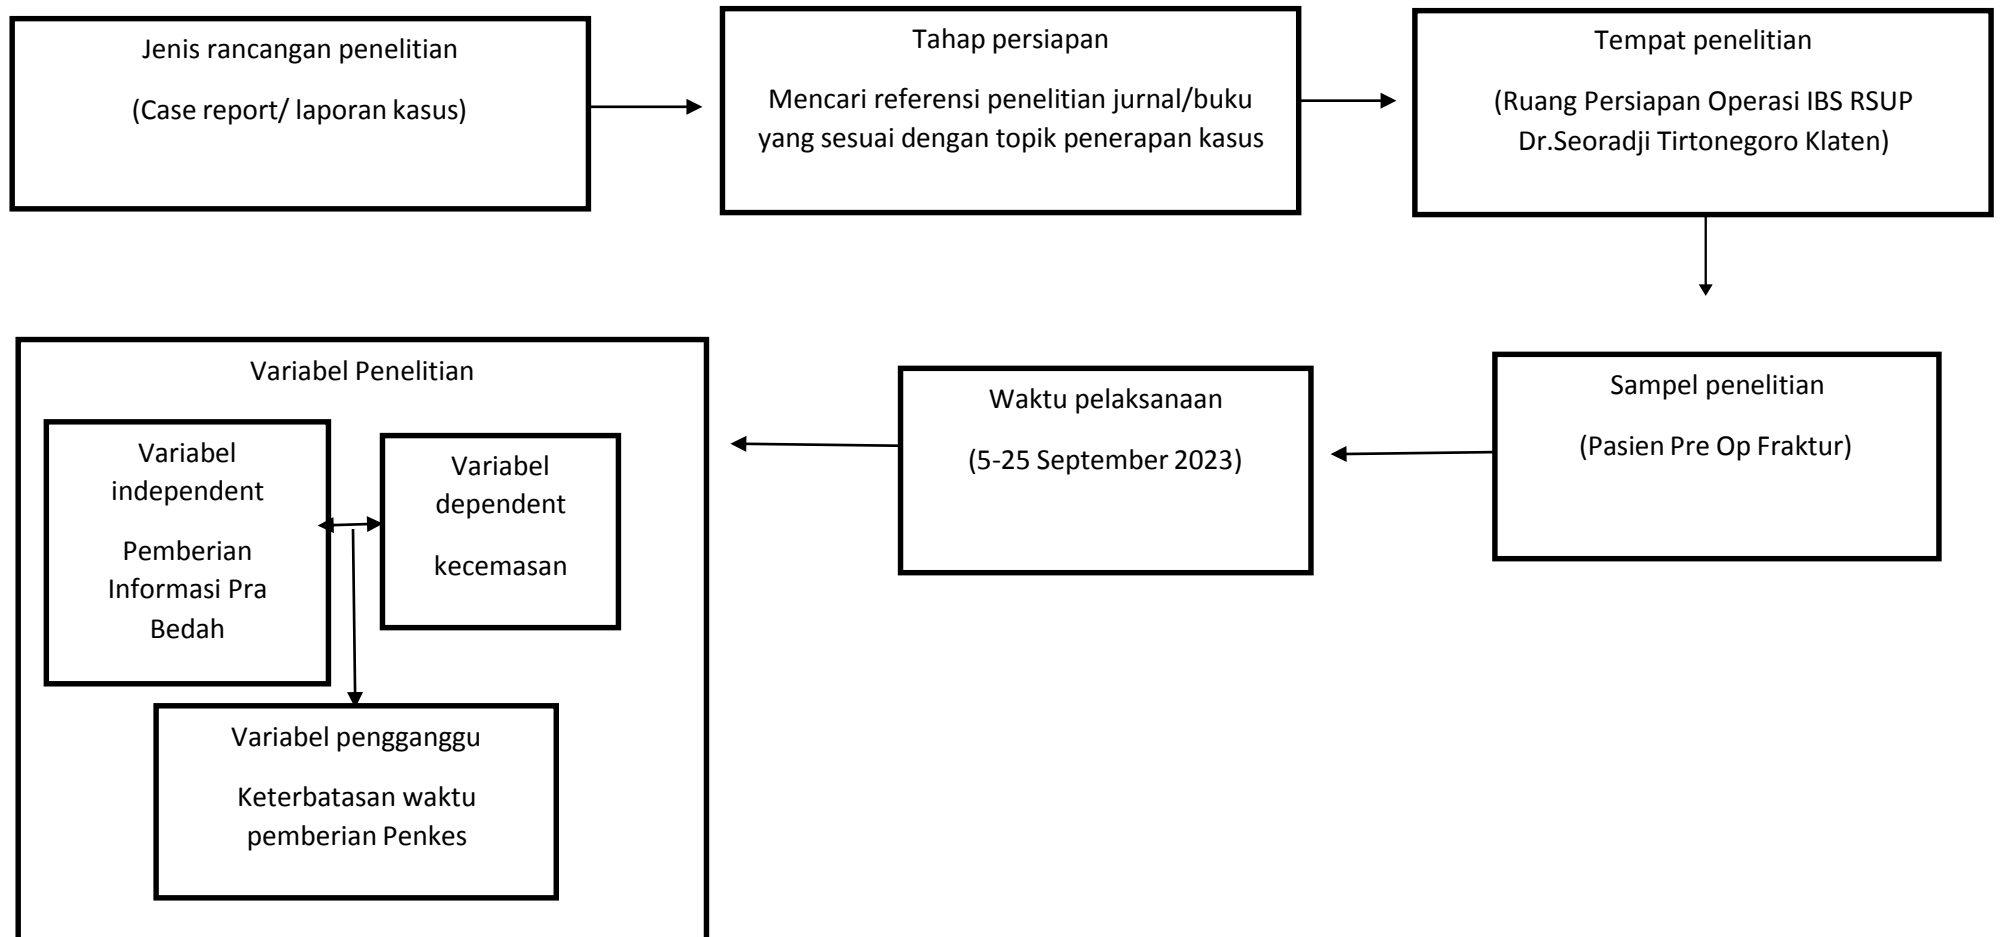 Jenis rancangan penelitian
(Case report/ laporan kasus)
Tahap persiapan
Mencari referensi penelitian jurnal/buku
yang sesuai dengan topik penerapan kasus
Tempat penelitian
(Ruang Persiapan Operasi IBS RSUP
Dr.Seoradji Tirtonegoro Klaten)
Sampel penelitian
(Pasien Pre Op Fraktur)
Waktu pelaksanaan
(5-25 September 2023)
Variabel Penelitian
Variabel
independent
Pemberian
Informasi Pra
Bedah
Variabel
dependent
kecemasan
Variabel pengganggu
Keterbatasan waktu
pemberian Penkes